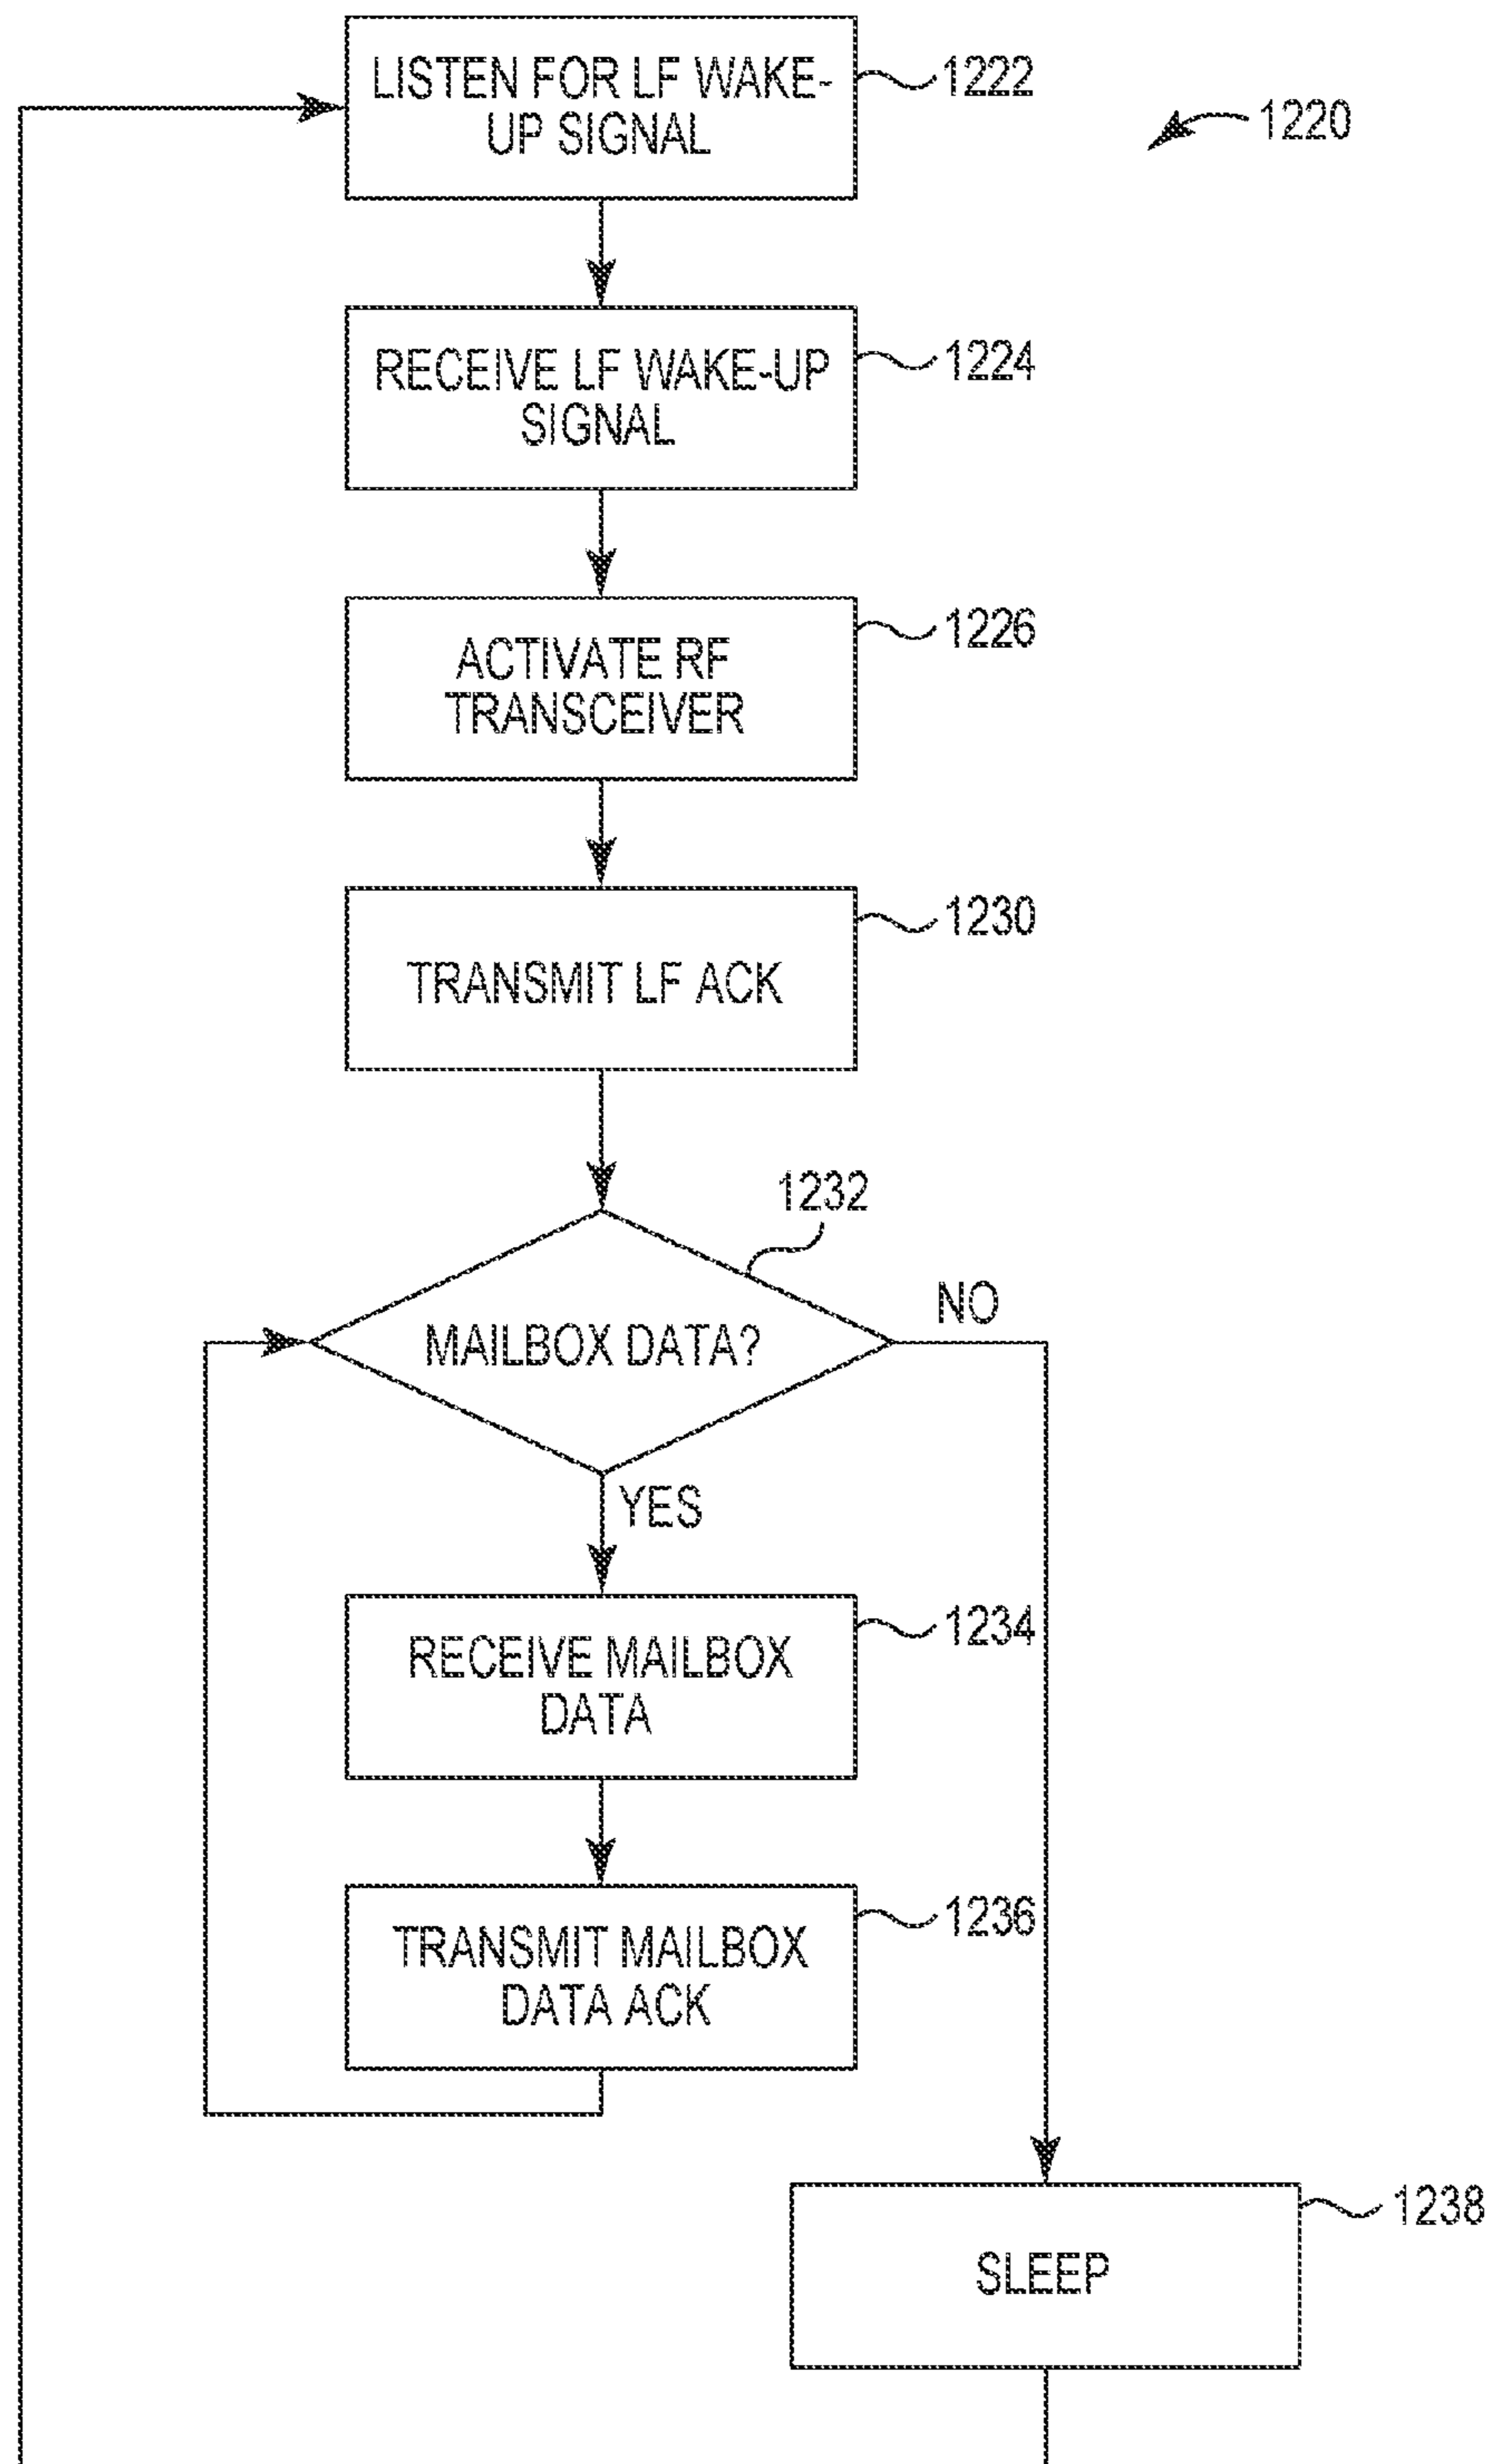 LISTEN FOR LF WAKE-
UP SIGNAL
1222
1220
RECEIVE LF WAKE-UP
SIGNAL
1224
ACTIVATE RF
TRANSCEIVER
1226
TRANSMIT LF ACK
1230
1232
MAILBOX DATA?
NO
YES
RECEIVE MAILBOX
DATA
1234
TRANSMIT MAILBOX
DATA ACK
1236
SLEEP
1238